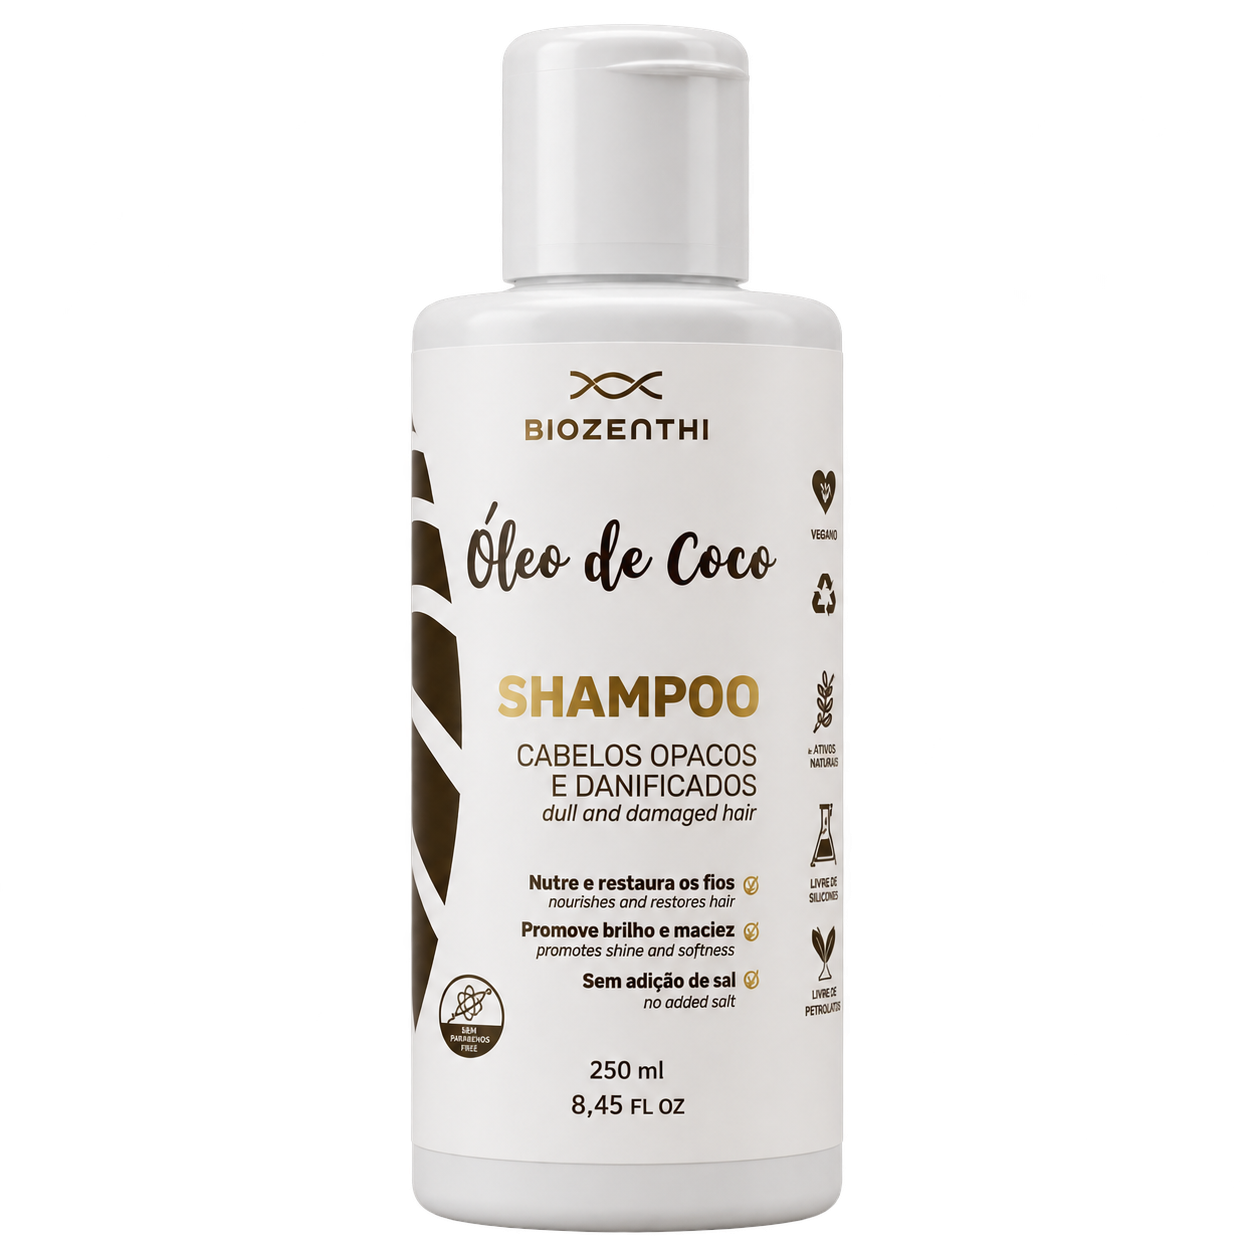 BIOZENTHI
Óleo de Coco
SHAMPOO
CABELOS OPACOS
E DANIFICADOS
dull and damaged hair
Nutre e restaura os fios
nourishes and restores hair
Promove brilho e maciez
promotes shine and softness
Sem adição de sal
no added salt
SEM
PARABENOS
FREE
250 ml
8,45 FL OZ
VEGANO
ATIVOS
NATURAIS
LIVRE DE
SILICONES
LIVRE DE
PETROLATOS